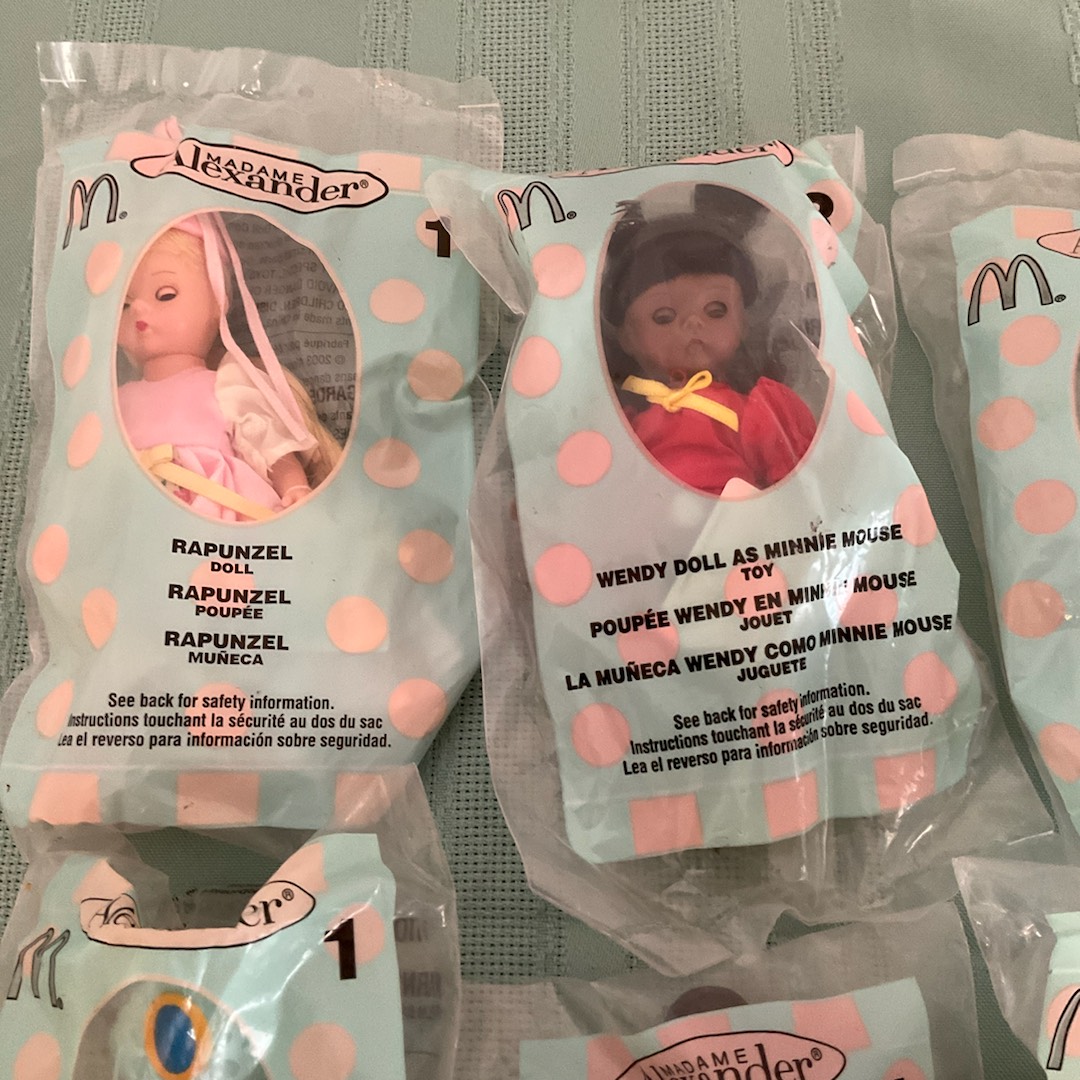 MADAME
Alexander®
1
RAPUNZEL
DOLL
RAPUNZEL
POUPÉE
RAPUNZEL
MUÑECA
See back for safety information.
Instructions touchant la sécurité au dos du sac
Lea el reverso para información sobre seguridad.
WENDY DOLL AS MINNIE MOUSE
TOY
POUPÉE WENDY EN MINNIE MOUSE
JOUET
LA MUÑECA WENDY COMO MINNIE MOUSE
JUGUETE
See back for safety information.
Instructions touchant la sécurité au dos du sac
Lea el reverso para información sobre seguridad.
1
MADAME